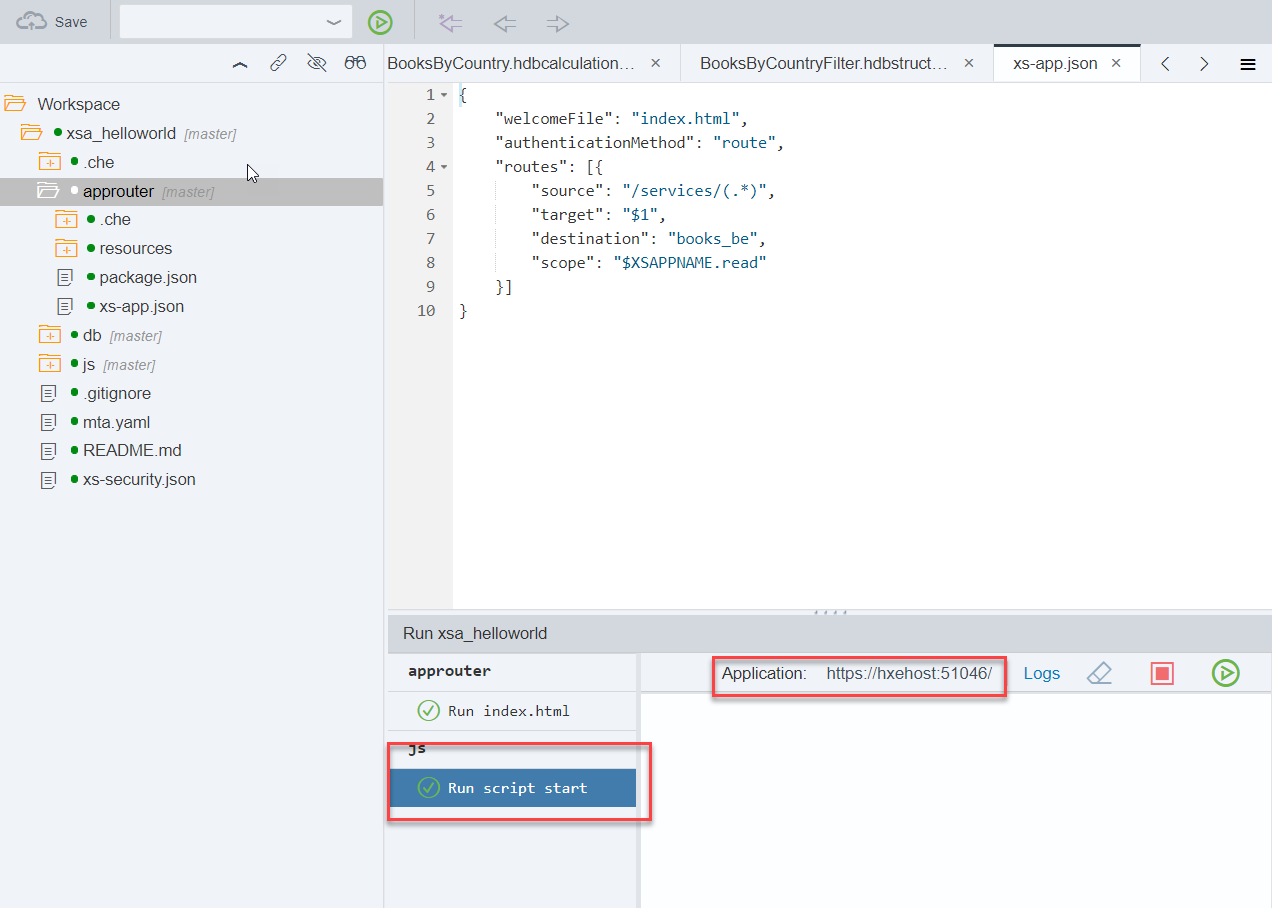 Save
BooksByCountry.hdbcalculation...
BooksByCountryFilter.hdbstruct...
xs-app.json
Workspace
xsa_helloworld [master]
.che
approuter [master]
.che
resources
package.json
xs-app.json
db [master]
js [master]
.gitignore
mta.yaml
README.md
xs-security.json
1 {
2 "welcomeFile": "index.html",
3 "authenticationMethod": "route",
4 "routes": [{
5 "source": "/services/(.*)",
6 "target": "$1",
7 "destination": "books_be",
8 "scope": "$XSAPPNAME.read"
9 }]
10 }
Run xsa_helloworld
approuter
Run index.html
js
Run script start
Application: https://hxehost:51046/
Logs